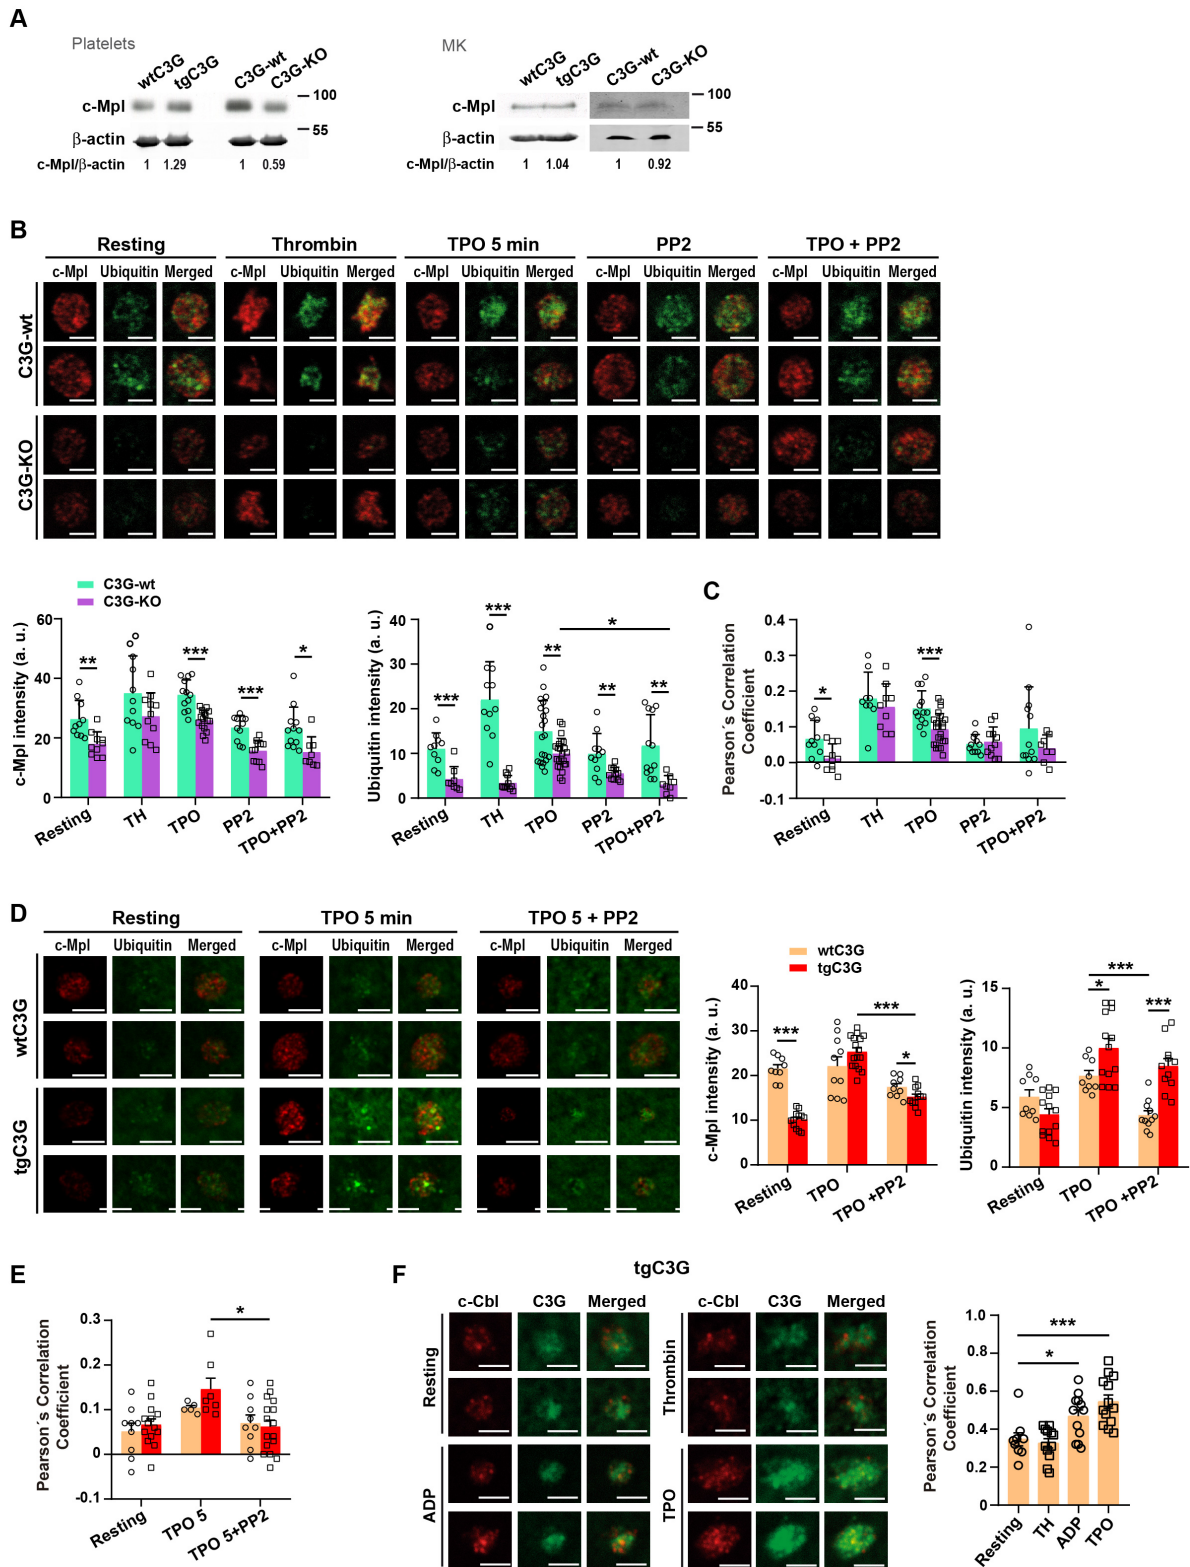 A
Platelets
MK
wtC3G tgC3G C3G-wt C3G-KO
wtC3G tgC3G C3G-wt C3G-KO
c-Mpl
100
c-Mpl
100
β-actin
55
β-actin
55
c-Mpl/β-actin 1 1.29 1 0.59
c-Mpl/β-actin 1 1.04 1 0.92
B
Resting Thrombin TPO 5 min PP2 TPO + PP2
c-Mpl Ubiquitin Merged c-Mpl Ubiquitin Merged c-Mpl Ubiquitin Merged c-Mpl Ubiquitin Merged c-Mpl Ubiquitin Merged
C3G-wt
C3G-KO
C3G-wt
C3G-KO
c-Mpl intensity (a. u.)
60
40
20
0
** *** *** *
Resting TH TPO PP2 TPO+PP2
Ubiquitin intensity (a. u.)
40
30
20
10
0
*** *** ** ** ** *
Resting TH TPO PP2 TPO+PP2
C
Pearson´s Correlation
Coefficient
0.4
0.3
0.2
0.1
0.0
-0.1
* ***
Resting TH TPO PP2 TPO+PP2
D
Resting TPO 5 min TPO 5 + PP2
c-Mpl Ubiquitin Merged c-Mpl Ubiquitin Merged c-Mpl Ubiquitin Merged
wtC3G
tgC3G
wtC3G
tgC3G
c-Mpl intensity (a. u.)
40
30
20
10
0
*** *** *
Resting TPO TPO +PP2
Ubiquitin intensity (a. u.)
15
10
5
0
*** * ***
Resting TPO TPO +PP2
E
Pearson´s Correlation
Coefficient
0.3
0.2
0.1
0
-0.1
*
Resting TPO 5 TPO 5+PP2
F
tgC3G
c-Cbl C3G Merged c-Cbl C3G Merged
Resting
ADP
Thrombin
TPO
Pearson´s Correlation
Coefficient
1.0
0.8
0.6
0.4
0.2
0
***
*
Resting TH ADP TPO